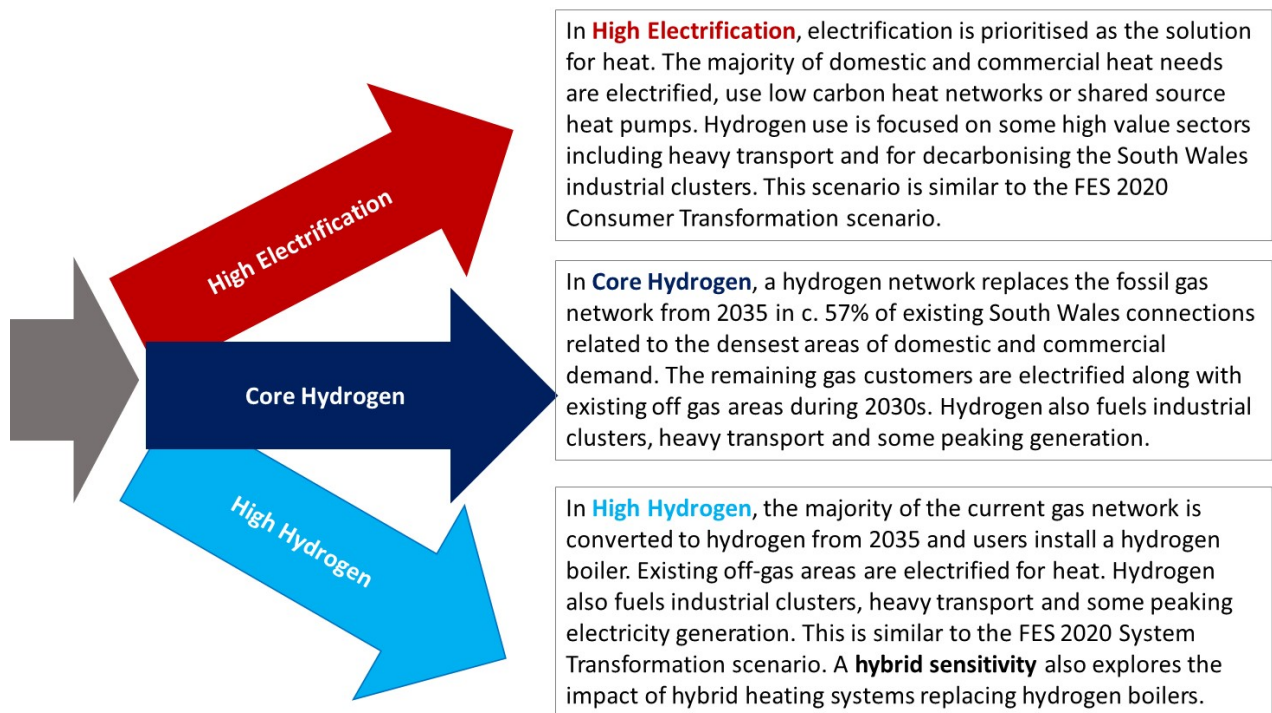 High Electrification
Core Hydrogen
High Hydrogen
In High Electrification, electrification is prioritised as the solution
for heat. The majority of domestic and commercial heat needs
are electrified, use low carbon heat networks or shared source
heat pumps. Hydrogen use is focused on some high value sectors
including heavy transport and for decarbonising the South Wales
industrial clusters. This scenario is similar to the FES 2020
Consumer Transformation scenario.
In Core Hydrogen, a hydrogen network replaces the fossil gas
network from 2035 in c. 57% of existing South Wales connections
related to the densest areas of domestic and commercial
demand. The remaining gas customers are electrified along with
existing off gas areas during 2030s. Hydrogen also fuels industrial
clusters, heavy transport and some peaking generation.
In High Hydrogen, the majority of the current gas network is
converted to hydrogen from 2035 and users install a hydrogen
boiler. Existing off-gas areas are electrified for heat. Hydrogen
also fuels industrial clusters, heavy transport and some peaking
electricity generation. This is similar to the FES 2020 System
Transformation scenario. A hybrid sensitivity also explores the
impact of hybrid heating systems replacing hydrogen boilers.